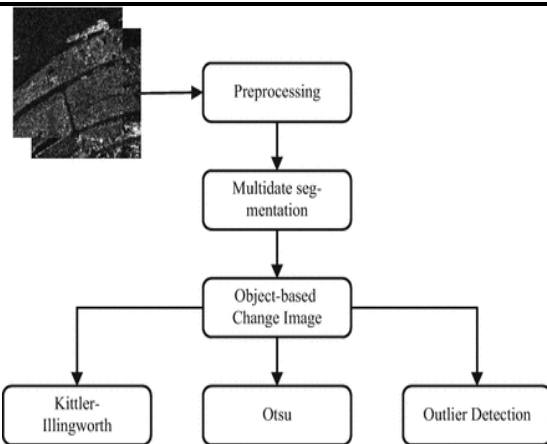 Preprocessing
Multidate seg-
mentation
Object-based
Change Image
Kittler-
Illingworth
Otsu
Outlier Detection